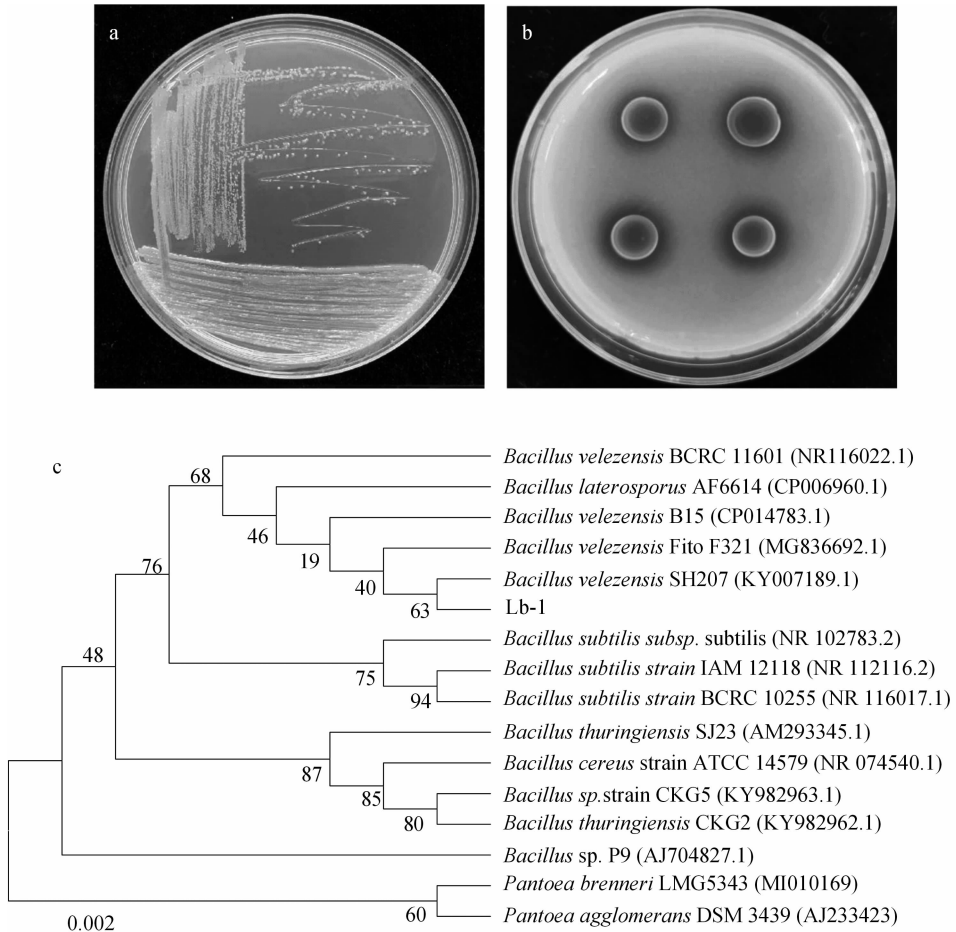 a
b
c
Bacillus velezensis BCRC 11601 (NR116022.1)
68
Bacillus laterosporus AF6614 (CP006960.1)
Bacillus velezensis B15 (CP014783.1)
46
Bacillus velezensis Fito F321 (MG836692.1)
19
76
Bacillus velezensis SH207 (KY007189.1)
40
63
Lb-1
Bacillus subtilis subsp. subtilis (NR 102783.2)
48
Bacillus subtilis strain IAM 12118 (NR 112116.2)
75
Bacillus subtilis strain BCRC 10255 (NR 116017.1)
94
Bacillus thuringiensis SJ23 (AM293345.1)
Bacillus cereus strain ATCC 14579 (NR 074540.1)
87
Bacillus sp.strain CKG5 (KY982963.1)
85
Bacillus thuringiensis CKG2 (KY982962.1)
80
Bacillus sp. P9 (AJ704827.1)
Pantoea brenneri LMG5343 (MI010169)
60
Pantoea agglomerans DSM 3439 (AJ233423)
0.002